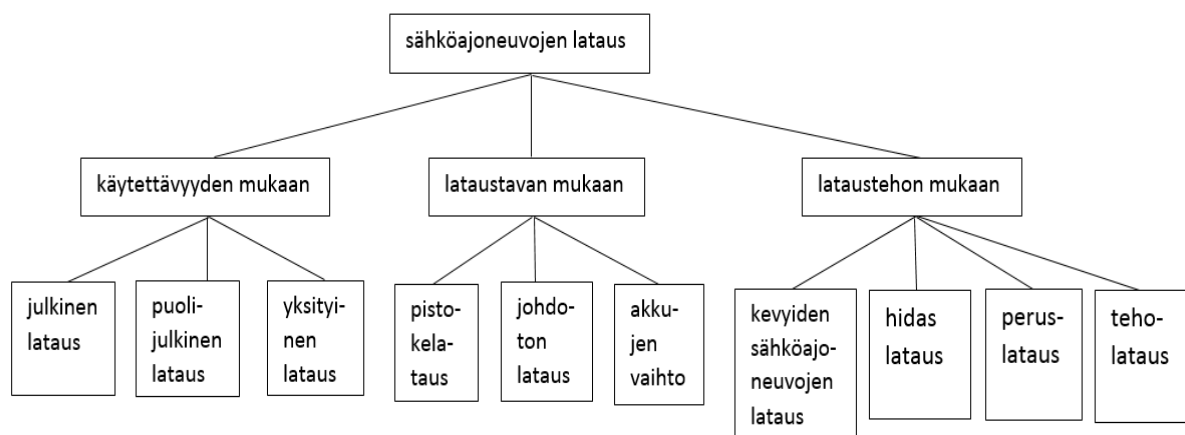 sähköajoneuvojen lataus
käytettävyyden mukaan
lataustavan mukaan
lataustehon mukaan
julkinen
lataus
puoli-
julkinen
lataus
yksityi-
nen
lataus
pisto-
kela-
taus
johdo-
ton
lataus
akku-
jen
vaihto
kevyiden
sähköajo-
neuvojen
lataus
hidas
lataus
perus-
lataus
teho-
lataus